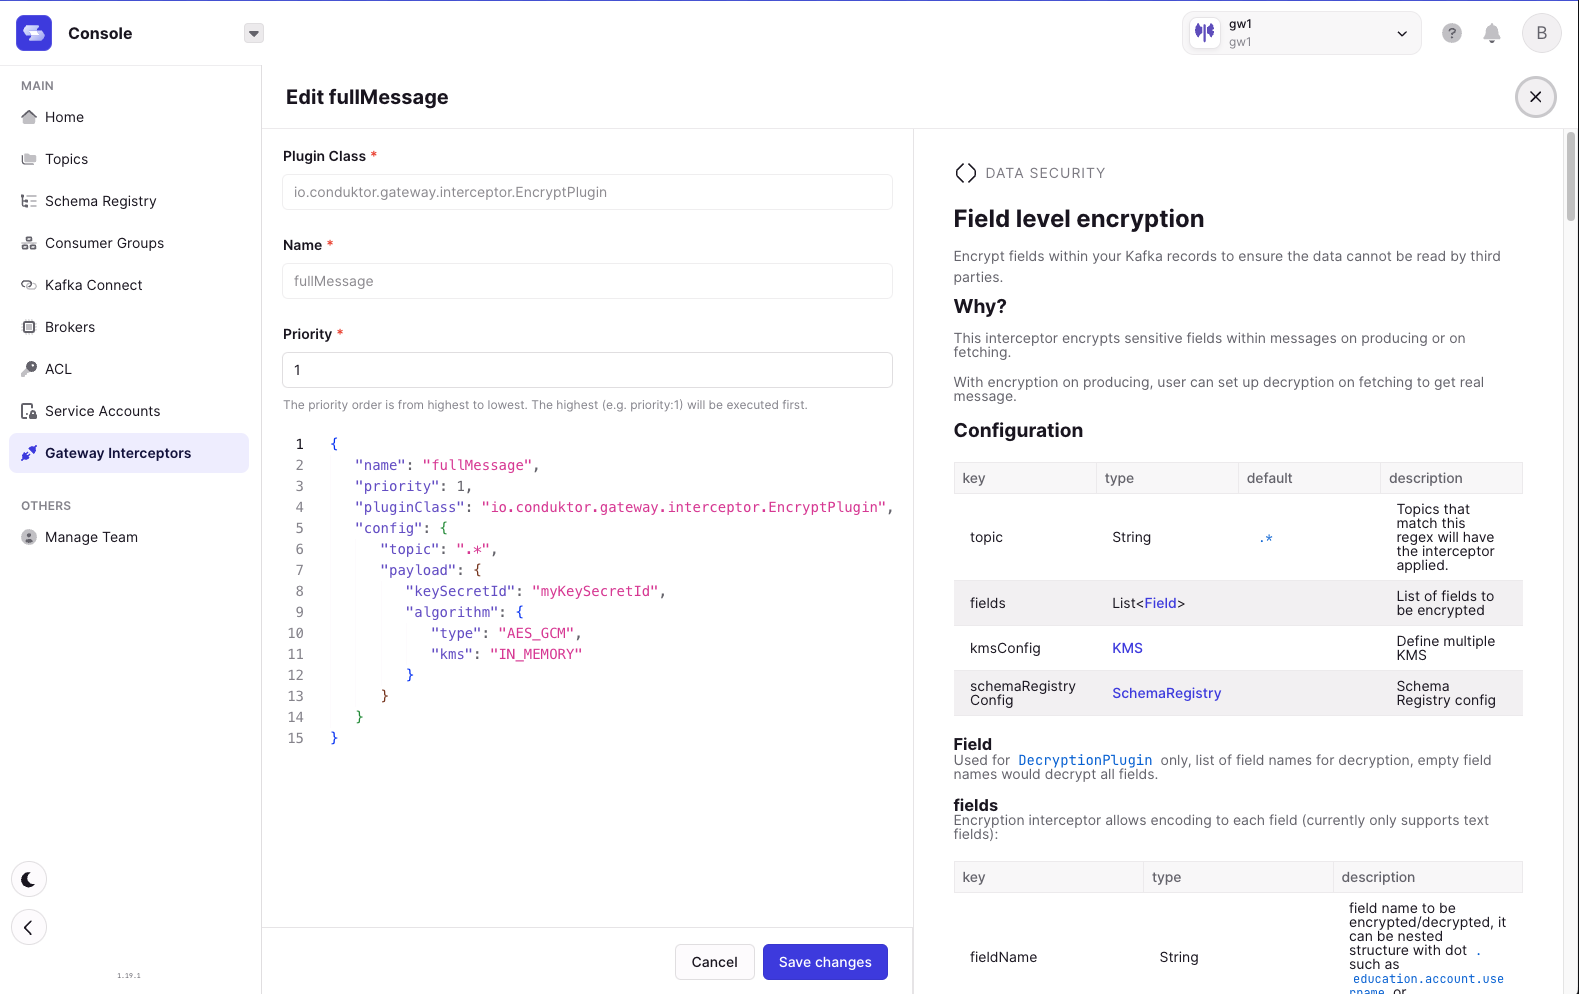 Console
gw1
gw1
?
B
MAIN
Home
Topics
Schema Registry
Consumer Groups
Kafka Connect
Brokers
ACL
Service Accounts
Gateway Interceptors
OTHERS
Manage Team
1.19.1
Edit fullMessage
Plugin Class *
io.conduktor.gateway.interceptor.EncryptPlugin
Name *
fullMessage
Priority *
1
The priority order is from highest to lowest. The highest (e.g. priority:1) will be executed first.
1 {
2 "name": "fullMessage",
3 "priority": 1,
4 "pluginClass": "io.conduktor.gateway.interceptor.EncryptPlugin",
5 "config": {
6 "topic": ".*",
7 "payload": {
8 "keySecretId": "myKeySecretId",
9 "algorithm": {
10 "type": "AES_GCM",
11 "kms": "IN_MEMORY"
12 }
13 }
14 }
15 }
Cancel
Save changes
DATA SECURITY
Field level encryption
Encrypt fields within your Kafka records to ensure the data cannot be read by third
parties.
Why?
This interceptor encrypts sensitive fields within messages on producing or on
fetching.
With encryption on producing, user can set up decryption on fetching to get real
message.
Configuration
key type default description
topic String .* Topics that
match this
regex will have
the interceptor
applied.
fields List<Field> List of fields to
be encrypted
kmsConfig KMS Define multiple
KMS
schemaRegistry
Config
SchemaRegistry
Schema
Registry config
Field
Used for DecryptionPlugin only, list of field names for decryption, empty field
names would decrypt all fields.
fields
Encryption interceptor allows encoding to each field (currently only supports text
fields):
key type description
fieldName String
field name to be
encrypted/decrypted, it
can be nested
structure with dot .
such as
education.account.use
rname or